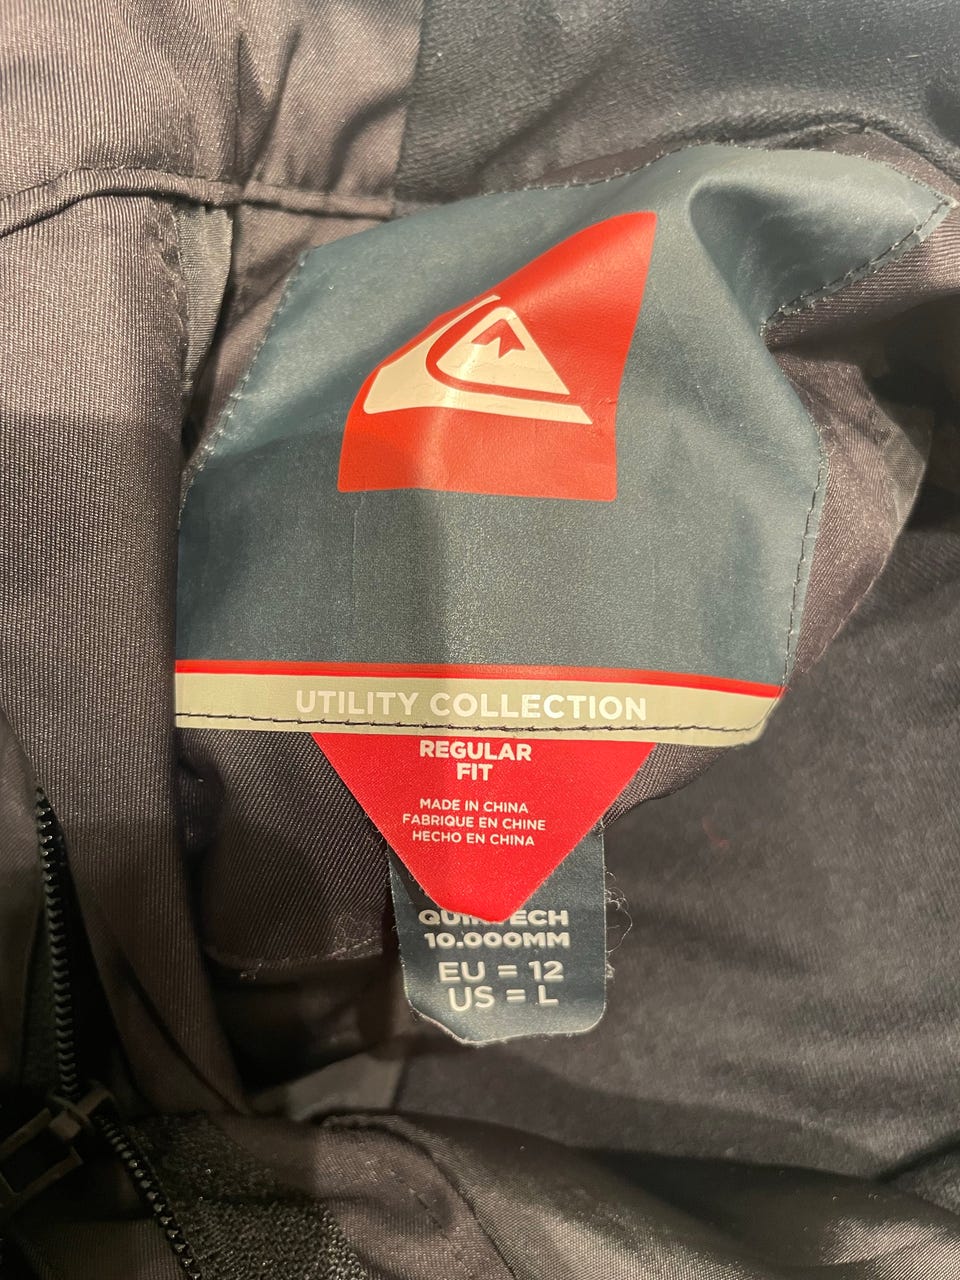 UTILITY COLLECTION
REGULAR
FIT
MADE IN CHINA
FABRIQUE EN CHINE
HECHO EN CHINA
10.000MM
EU = 12
US = L